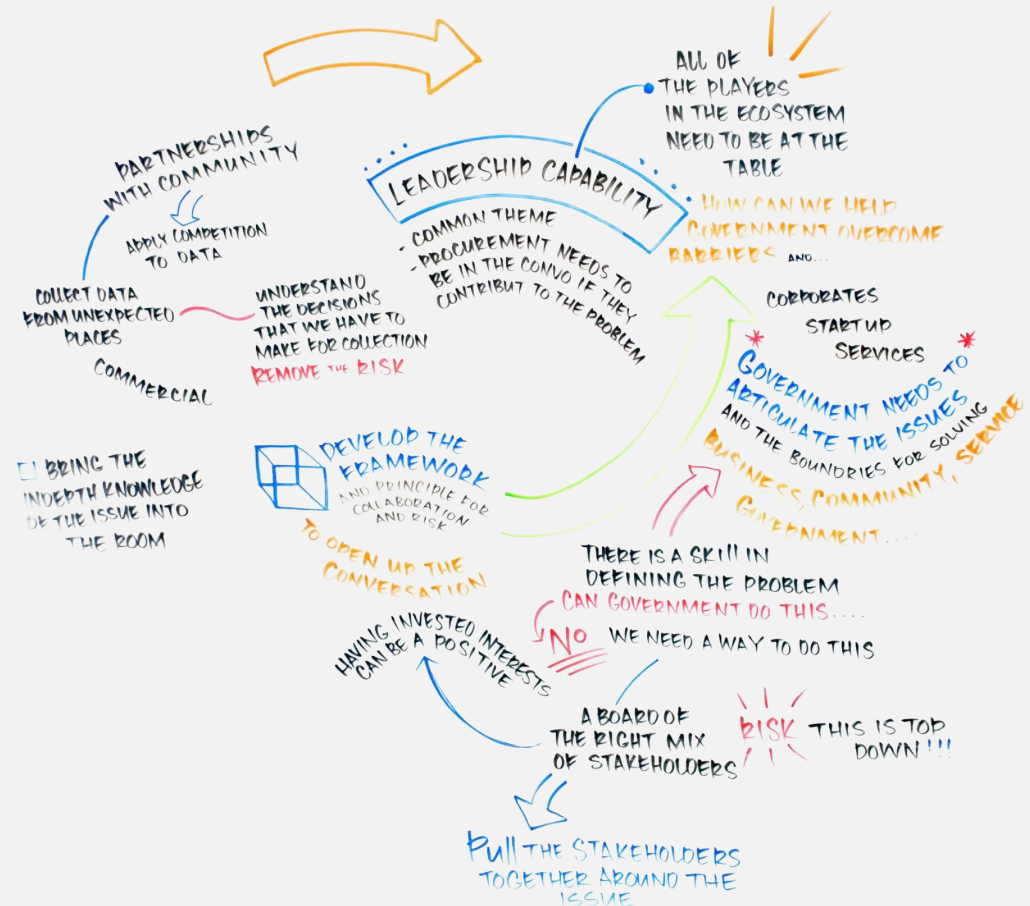 PARTNERSHIPS
WITH COMMUNITY
APPLY COMPETITION
TO DATA
COLLECT DATA
FROM UNEXPECTED
PLACES
COMMERCIAL
UNDERSTAND
THE DECISIONS
THAT WE HAVE TO
MAKE FOR COLLECTION
REMOVE THE RISK
LEADERSHIP CAPABILITY
- COMMON THEME
- PROCUREMENT NEEDS TO
BE IN THE CONVO IF THEY
CONTRIBUT TO THE PROBLEM
ALL OF
THE PLAYERS
IN THE ECOSYSTEM
NEED TO BE AT THE
TABLE
HOW CAN WE HELP
GOVERNMENT OVERCOME
BARRIERS AND...
CORPORATES
START UP
SERVICES
* GOVERNMENT NEEDS TO *
ARTICULATE THE ISSUES
AND THE BOUNDRIES FOR SOLVING
BUSINESS, COMMUNITY, SERVICE
GOVERNMENT....
BRING THE
INDEPTH KNOWLEDGE
OF THE ISSUE INTO
THE ROOM
DEVELOP THE
FRAMEWORK
AND PRINCIPLE FOR
COLLABORATION
AND RISK
TO OPEN UP THE
CONVERSATION
THERE IS A SKILL IN
DEFINING THE PROBLEM
CAN GOVERNMENT DO THIS....
NO WE NEED A WAY TO DO THIS
HAVING INVESTED INTERESTS
CAN BE A POSITIVE
A BOARD OF
THE RIGHT MIX
OF STAKEHOLDERS
RISK THIS IS TOP
DOWN!!!
PUll THE STAKEHOLDERS
TOGETHER AROUND THE
ISSUE